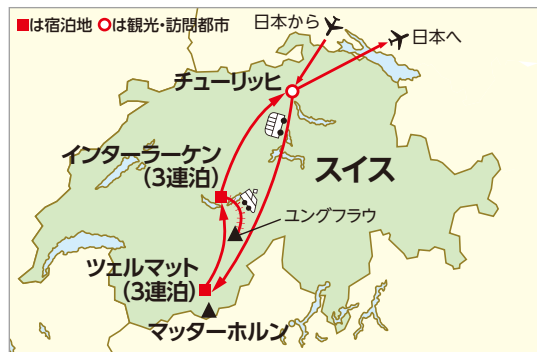 ■は宿泊地 ○は観光・訪問都市
日本から
日本へ
チューリッヒ
インターラーケン
(3連泊)
スイス
ユングフラウ
ツェルマット
(3連泊)
マッターホルン